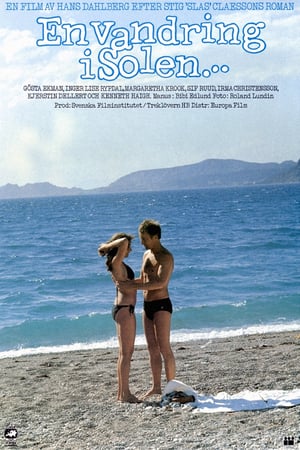 EN FILM AV HANS DAHLBERG EFTER STIG 'SLAS' CLAESSONS ROMAN
En vandring
i Solen...
GÖSTA EKMAN, INGER LISE RYPDAL, MARGARETHA KROOK, SIF RUUD, IRMA CHRISTENSSON,
KJERSTIN DELLERT OCH KENNETH HAIGH. Manus: Bibi Edlund Foto: Roland Lundin
Prod: Svenska Filminstitutet / Treklövern HB Distr: Europa Film